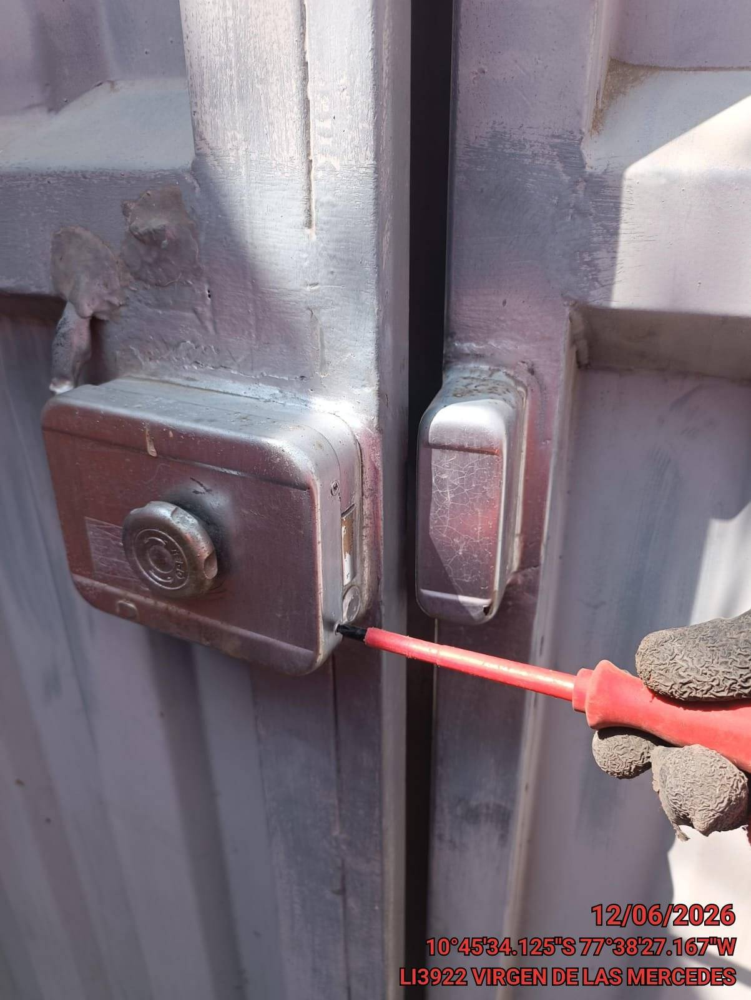 12/06/2026
10°45'34.125"S 77°38'27.167"W
LI3922 VIRGEN DE LAS MERCEDES